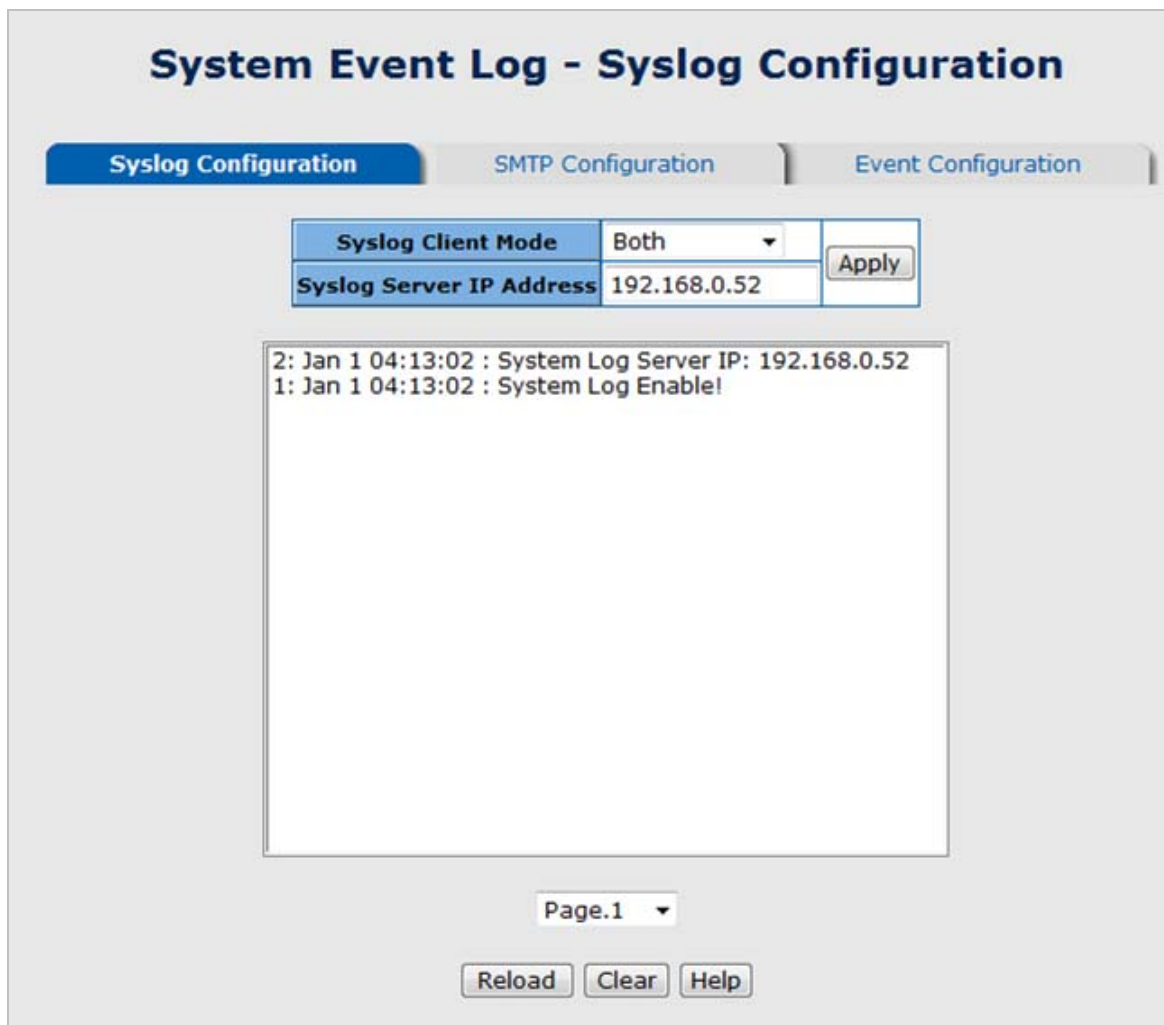 System Event Log - Syslog Configuration
Syslog Configuration
SMTP Configuration
Event Configuration
Syslog Client Mode
Both
Apply
Syslog Server IP Address
192.168.0.52
2: Jan 1 04:13:02 : System Log Server IP: 192.168.0.52
1: Jan 1 04:13:02 : System Log Enable!
Page.1
Reload
Clear
Help